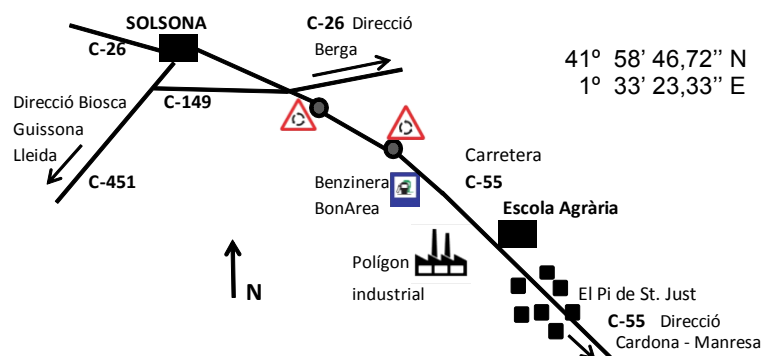 SOLSONA
C-26
C-26 Direcció
Berga
41º 58' 46,72'' N
1º 33' 23,33'' E
Direcció Biosca
Guissona
Lleida
C-149
C-451
Carretera
C-55
Benzinera
BonArea
Escola Agrària
Polígon
industrial
N
El Pi de St. Just
C-55 Direcció
Cardona - Manresa